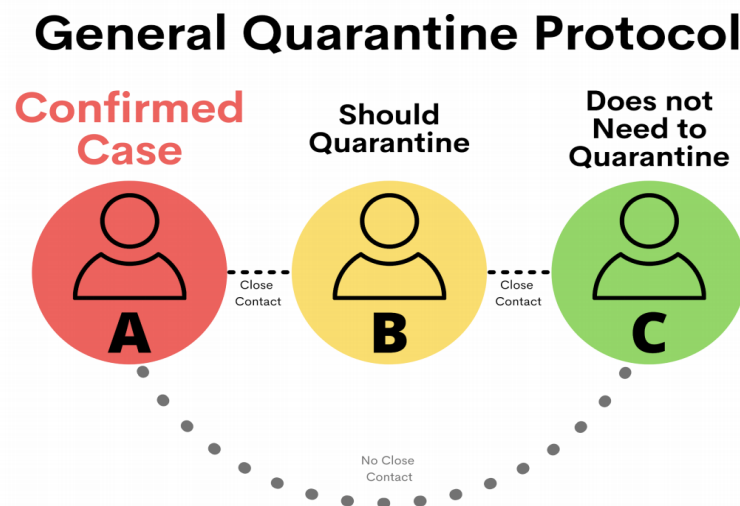 General Quarantine Protocol
Confirmed
Case
Should
Quarantine
Does not
Need to
Quarantine
Close
Contact
Close
Contact
A
B
C
No Close
Contact